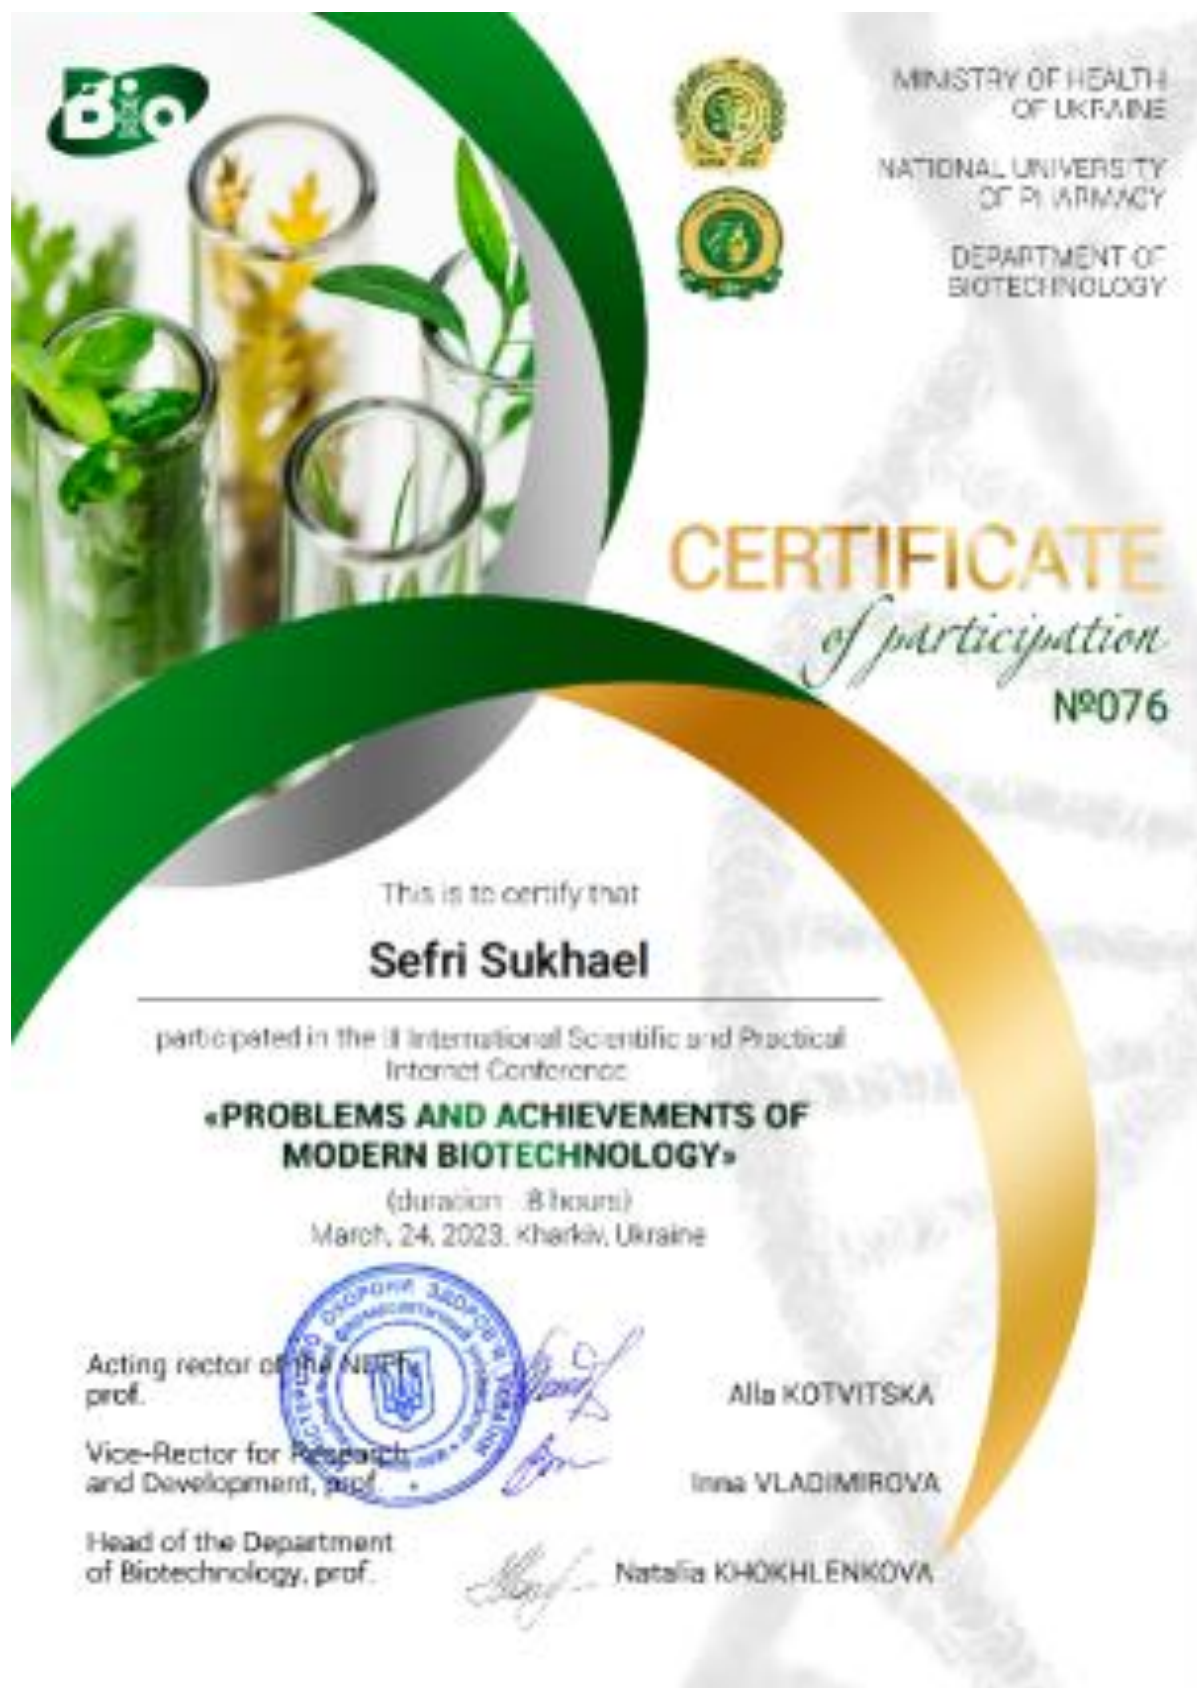 Bio
MINISTRY OF HEALTH
OF UKRAINE
NATIONAL UNIVERSITY
OF PHARMACY
DEPARTMENT OF
BIOTECHNOLOGY
CERTIFICATE
of participation
№076
This is to certify that
Sefri Sukhael
participated in the International Scientific and Practical
Internet Conference
«PROBLEMS AND ACHIEVEMENTS OF
MODERN BIOTECHNOLOGY»
(duration 8 hours)
March, 24, 2023, Kharkiv, Ukraine
ОХОРОНИ ЗДОРОВ'Я УКРАЇНИ
Acting rector of the NUPh,
prof.
Alla KOTVITSKA
Vice-Rector for Research
and Development, prof.
Inna VLADIMIROVA
Head of the Department
of Biotechnology, prof.
Natalia KHOKHLENKOVA